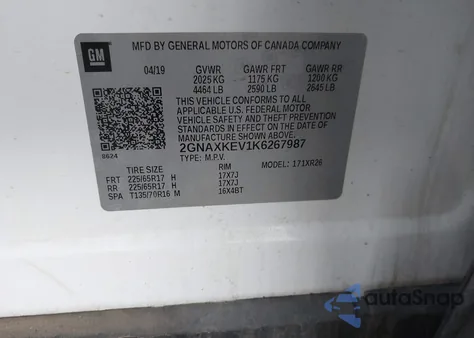 GM
MFD BY GENERAL MOTORS OF CANADA COMPANY
04/19 GVWR GAWR FRT GAWR RR
2025 KG 1175 KG 1200 KG
4464 LB 2590 LB 2645 LB
THIS VEHICLE CONFORMS TO ALL
APPLICABLE U.S. FEDERAL MOTOR
VEHICLE SAFETY AND THEFT
PREVENTION STANDARDS IN EFFECT ON
THE DATE OF MANUFACTURE SHOWN ABOVE.
8624
2GNAXKEV1K6267987
TYPE: M.P.V. MODEL: 1XR26
TIRE SIZE RIM
FRT 225/65R17 H 17X7J
RR 225/65R17 H 17X7J
SPA T135/70R16 M 16X4BT
AutoSnap